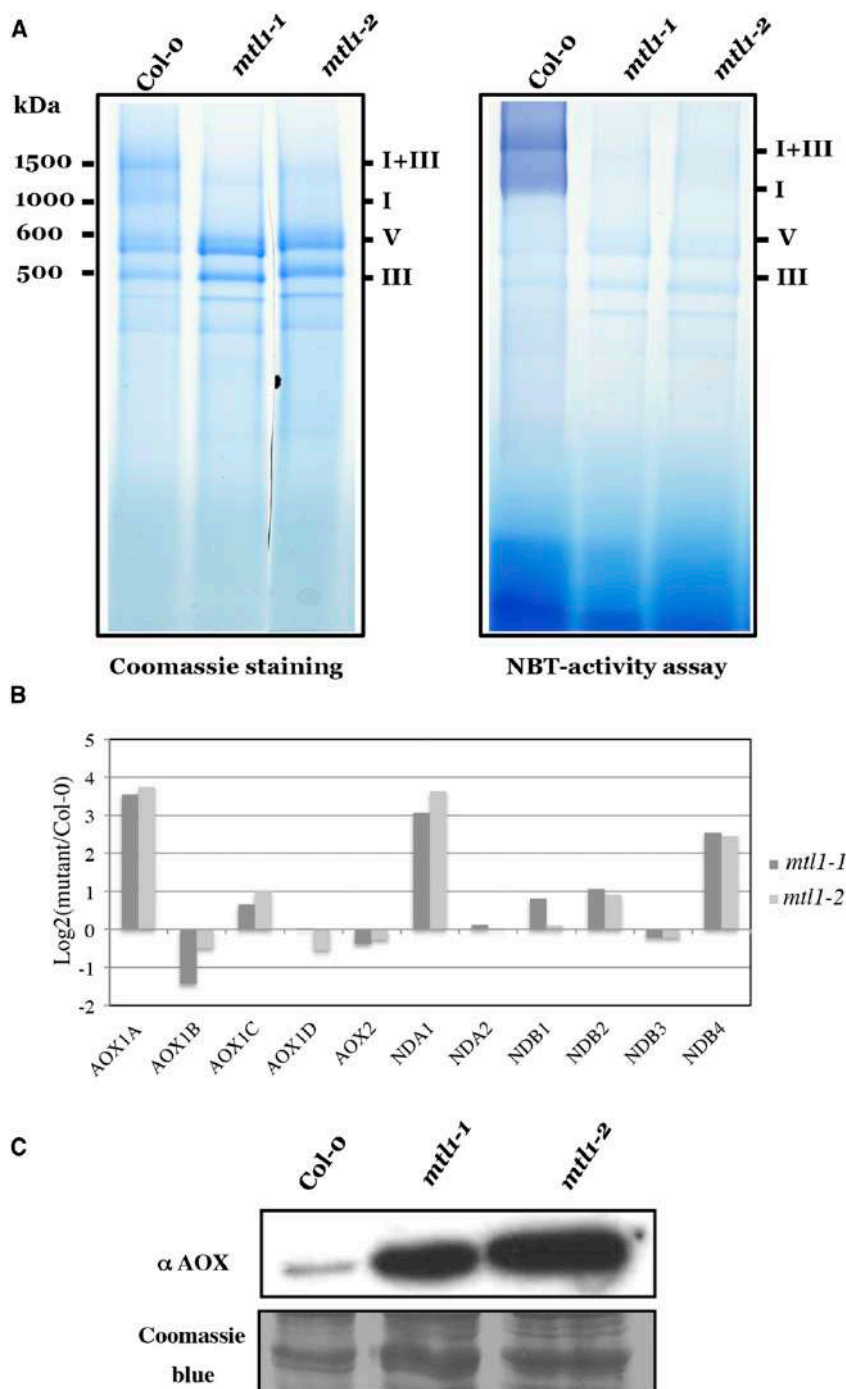 A
Col-0 mtl1-1 mtl1-2
Col-0 mtl1-1 mtl1-2
kDa
1500
1000
600
500
I+III
I
V
III
I+III
I
V
III
Coomassie staining
NBT-activity assay
B
Log2(mutant/Col-0)
5
4
3
2
1
0
-1
-2
AOX1A
AOX1B
AOX1C
AOX1D
AOX2
NDA1
NDA2
NDB1
NDB2
NDB3
NDB4
mtl1-1
mtl1-2
C
Col-0 mtl1-1 mtl1-2
α AOX
Coomassie
blue